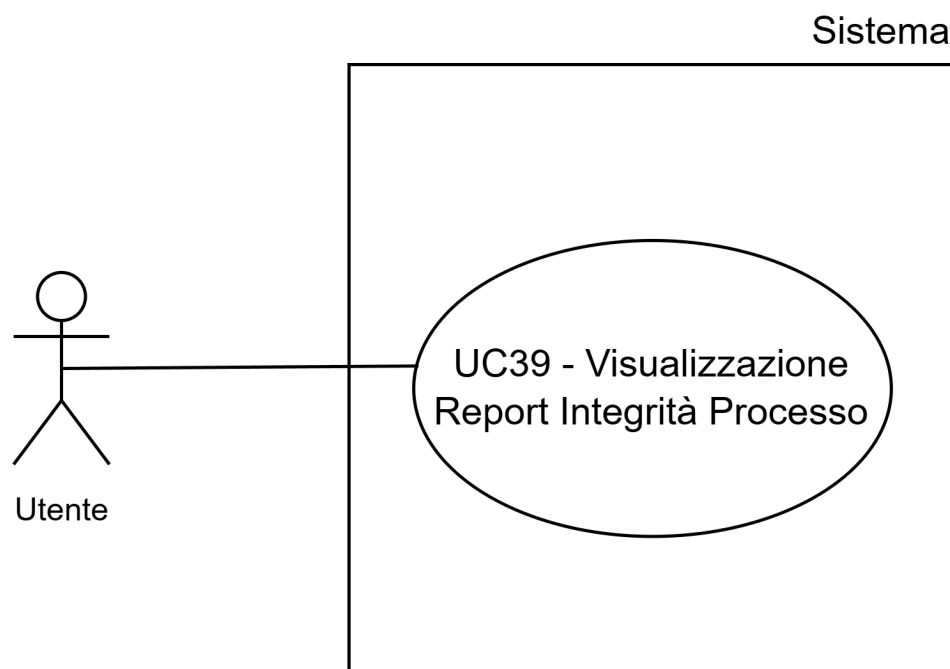 Sistema
UC39 - Visualizzazione
Report Integrità Processo
Utente